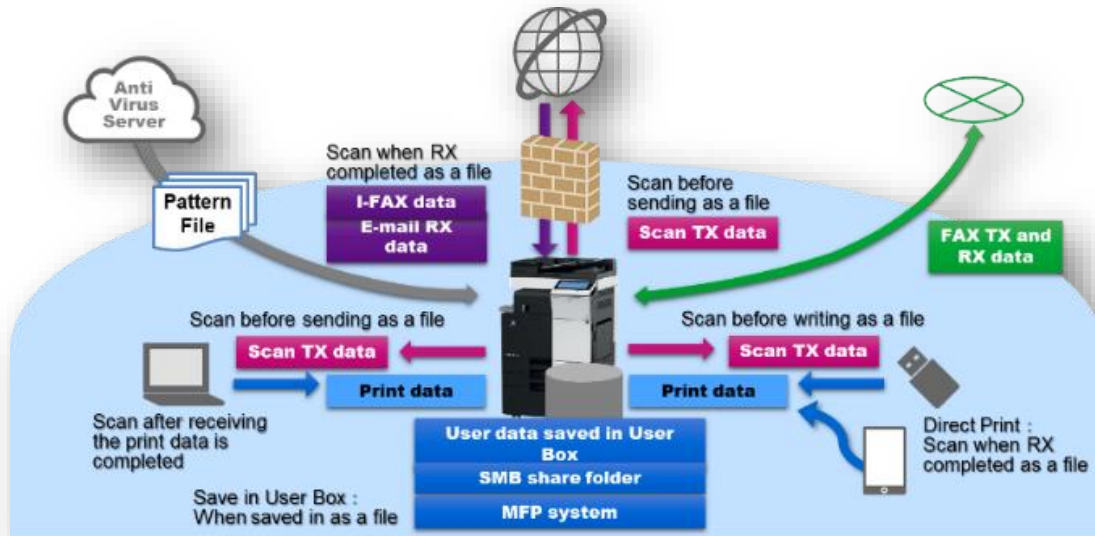 Anti
Virus
Server
Pattern
File
Scan when RX
completed as a file
I-FAX data
E-mail RX
data
Scan before
sending as a file
Scan TX data
FAX TX and
RX data
Scan before sending as a file
Scan TX data
Print data
Scan after receiving
the print data is
completed
Scan before writing as a file
Scan TX data
Print data
Direct Print :
Scan when RX
completed as a file
User data saved in User
Box
SMB share folder
MFP system
Save in User Box :
When saved in as a file